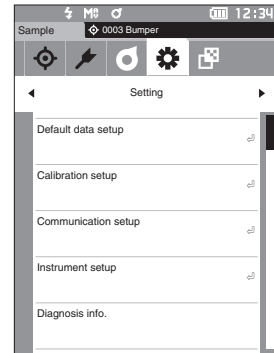 12:34
Sample 0003 Bumper
Setting
Default data setup
Calibration setup
Communication setup
Instrument setup
Diagnosis info.